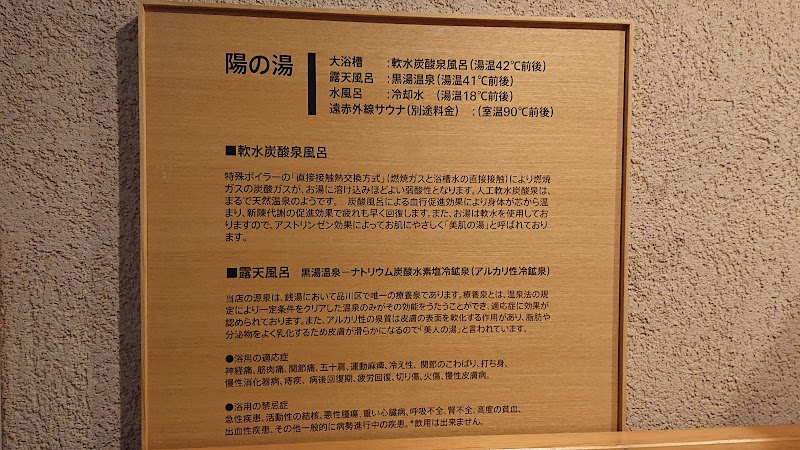 陽の湯
大浴槽　:軟水炭酸泉風呂(湯温42℃前後)
露天風呂　:黒湯温泉(湯温41℃前後)
水風呂　:冷却水　(湯温18℃前後)
遠赤外線サウナ(別途料金)　:(室温90℃前後)
■軟水炭酸泉風呂
特殊ボイラーの「直接接触熱交換方式」(燃焼ガスと浴槽水の直接接触)により燃焼
ガスの炭酸ガスが、お湯に溶け込みほどよい弱酸性となります。人工軟水炭酸泉は、
まるで天然温泉のようです。　炭酸風呂による血行促進効果により身体が芯から温
まり、新陳代謝の促進効果で疲れも早く回復します。また、お湯は軟水を使用してお
りますので、アストリンゼン効果によってお肌にやさしく「美肌の湯」と呼ばれており
ます。
■露天風呂　黒湯温泉ーナトリウム炭酸水素塩冷鉱泉(アルカリ性冷鉱泉)
当店の源泉は、銭湯において品川区で唯一の療養泉であります。療養泉とは、温泉法の規
定により一定条件をクリアした温泉のみがその効能をうたうことができ、適応症に効果が
認められております。また、アルカリ性の泉質は皮膚の表面を軟化する作用があり、脂肪や
分泌物をよく乳化するため皮膚が滑らかになるので「美人の湯」と言われています。
●浴用の適応症
神経痛、筋肉痛、関節痛、五十肩、運動麻痺、冷え性、関節のこわばり、打ち身、
慢性消化器病、痔疾、病後回復期、疲労回復、切り傷、火傷、慢性皮膚病。
●浴用の禁忌症
急性疾患、活動性の結核、悪性腫瘍、重い心臓病、呼吸不全、腎不全、高度の貧血、
出血性疾患、その他一般的に病勢進行中の疾患。*飲用は出来ません。